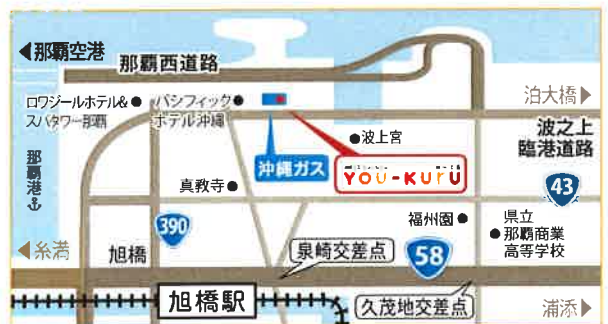 那覇空港
那覇西道路
ロワジールホテル&
スパタワー那覇
パシフィック
ホテル沖縄
泊大橋
波之上
臨港道路
波上宮
沖縄ガス
YOU-KURU
那覇港
真教寺
43
390
福州園
県立
那覇商業
高等学校
糸満
旭橋
泉崎交差点
58
旭橋駅
久茂地交差点
浦添